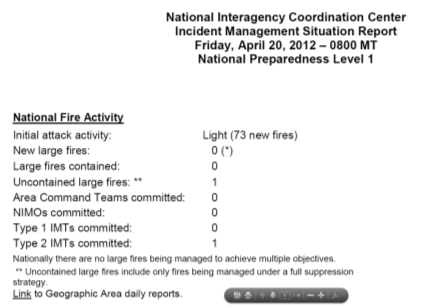 National Interagency Coordination Center
Incident Management Situation Report
Friday, April 20, 2012 – 0800 MT
National Preparedness Level 1
National Fire Activity
Initial attack activity: Light (73 new fires)
New large fires: 0 (*)
Large fires contained: 0
Uncontained large fires: ** 1
Area Command Teams committed: 0
NIMOs committed: 0
Type 1 IMTs committed: 0
Type 2 IMTs committed: 1
Nationally there are no large fires being managed to achieve multiple objectives.
** Uncontained large fires include only fires being managed under a full suppression
strategy.
Link to Geographic Area daily reports.